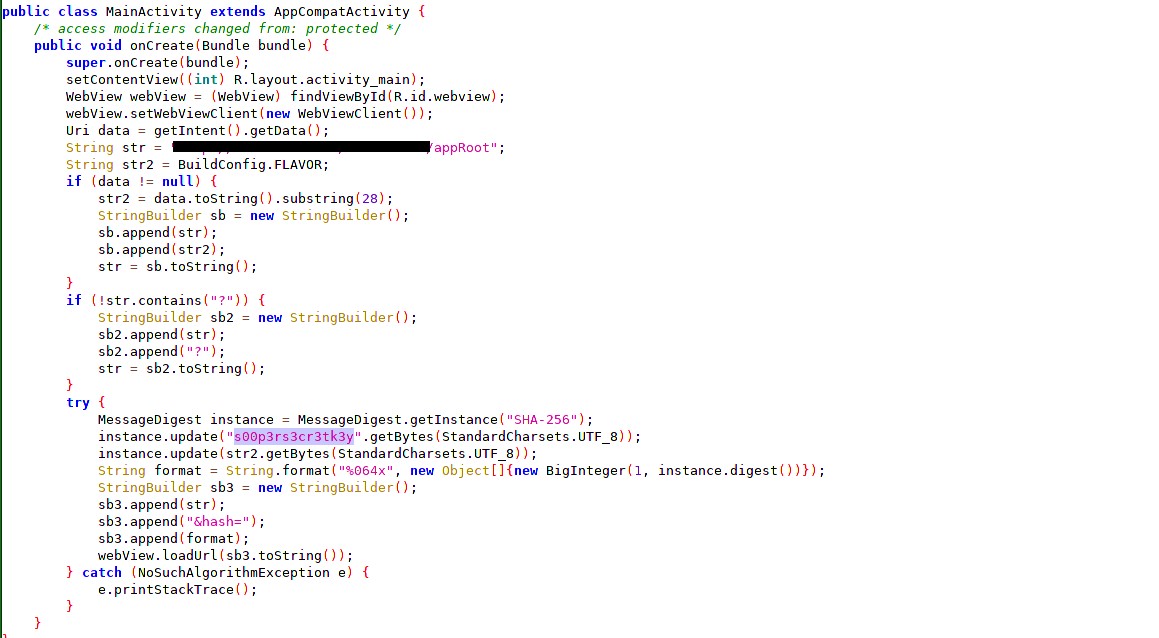 public class MainActivity extends AppCompatActivity {
/* access modifiers changed from: protected */
public void onCreate(Bundle bundle) {
super.onCreate(bundle);
setContentView((int) R.layout.activity_main);
WebView webView = (WebView) findViewById(R.id.webview);
webView.setWebViewClient(new WebViewClient());
Uri data = getIntent().getData();
String str = "/appRoot";
String str2 = BuildConfig.FLAVOR;
if (data != null) {
str2 = data.toString().substring(28);
StringBuilder sb = new StringBuilder();
sb.append(str);
sb.append(str2);
str = sb.toString();
}
if (!str.contains("?")) {
StringBuilder sb2 = new StringBuilder();
sb2.append(str);
sb2.append("?");
str = sb2.toString();
}
try {
MessageDigest instance = MessageDigest.getInstance("SHA-256");
instance.update("s00p3rs3cr3tk3y".getBytes(StandardCharsets.UTF_8));
instance.update(str2.getBytes(StandardCharsets.UTF_8));
String format = String.format("%064x", new Object[]{new BigInteger(1, instance.digest())});
StringBuilder sb3 = new StringBuilder();
sb3.append(str);
sb3.append("&hash=");
sb3.append(format);
webView.loadUrl(sb3.toString());
} catch (NoSuchAlgorithmException e) {
e.printStackTrace();
}
}